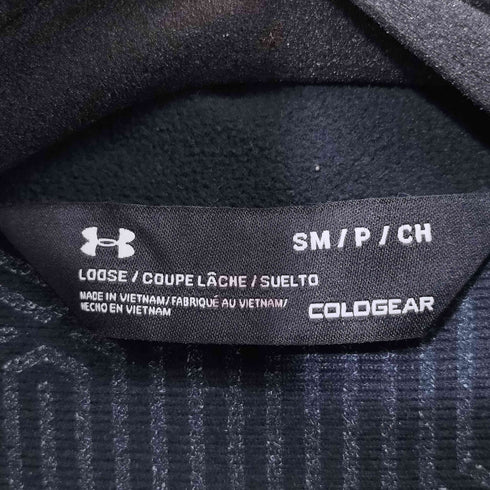 SM / P / CH
LOOSE / COUPE LÂCHE / SUELTO
MADE IN VIETNAM/FABRIQUÉ AU VIETNAM/
HECHO EN VIETNAM
COLDGEAR